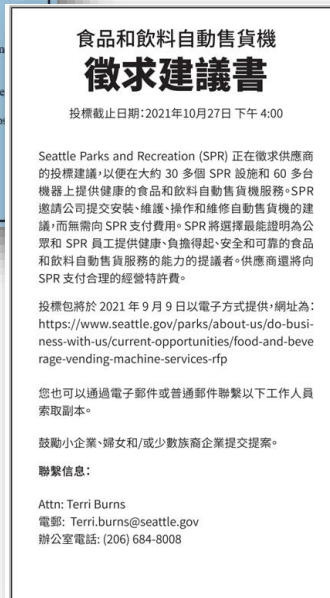 食品和飲料自動售貨機
徵求建議書
投標截止日期：2021年10月27日 下午 4:00
Seattle Parks and Recreation (SPR) 正在徵求供應商
的投標建議，以便在大約 30 多個 SPR 設施和 60 多台
機器上提供健康的食品和飲料自動售貨機服務。SPR
邀請公司提交安裝、維護、操作和維修自動售貨機的建
議，而無需向 SPR 支付費用。SPR 將選擇最能證明為公
眾和 SPR 員工提供健康、負擔得起、安全和可靠的食品
和飲料自動售貨服務的能力的提議者。供應商還將向
SPR 支付合理的經營特許費。
投標包將於 2021 年 9 月 9 日以電子方式提供，網址為：
https://www.seattle.gov/parks/about-us/do-busi-
ness-with-us/current-opportunities/food-and-beve
rage-vending-machine-services-rfp
您也可以通過電子郵件或普通郵件聯繫以下工作人員
索取副本。
鼓勵小企業、婦女和/或少數族裔企業提交提案。
聯繫信息：
Attn: Terri Burns
電郵: Terri.burns@seattle.gov
辦公室電話: (206) 684-8008